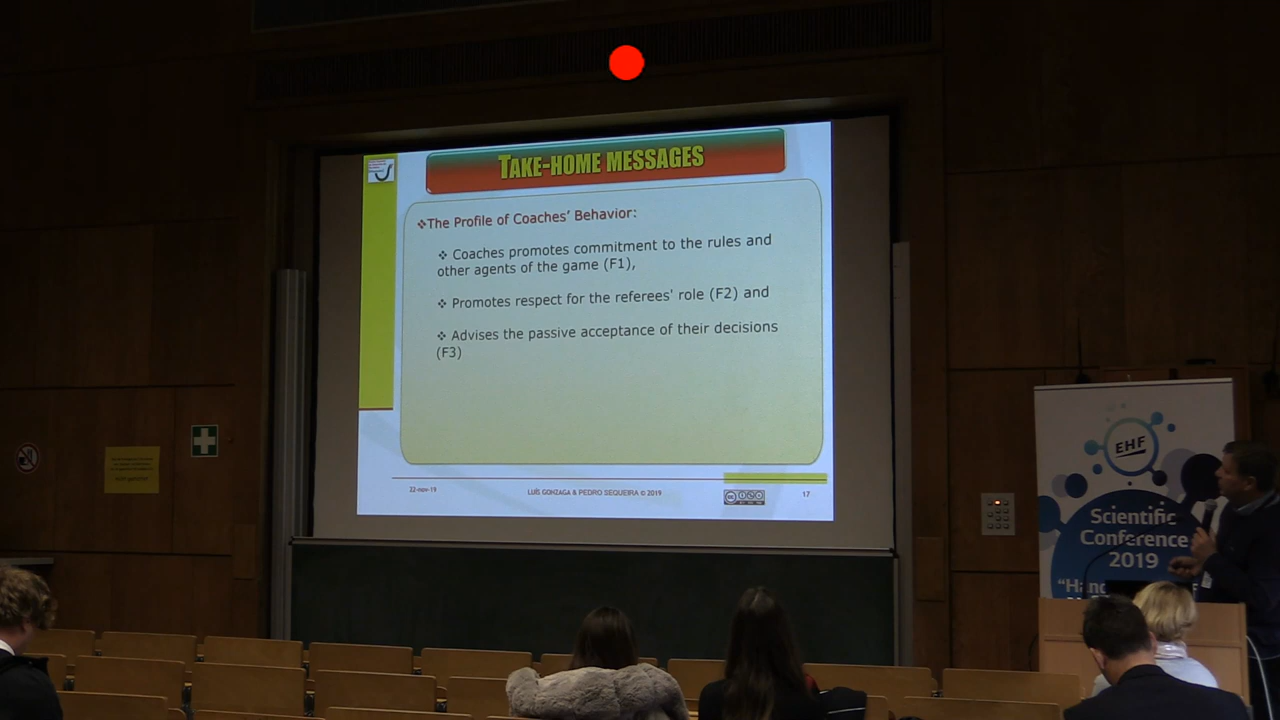 TAKE-HOME MESSAGES
❖The Profile of Coaches' Behavior:
❖ Coaches promotes commitment to the rules and
other agents of the game (F1),
❖ Promotes respect for the referees' role (F2) and
❖ Advises the passive acceptance of their decisions
(F3)
22-nov-19
LUÍS GONZAGA & PEDRO SEQUEIRA © 2019
17
EHF
Scientific
Conference
2019